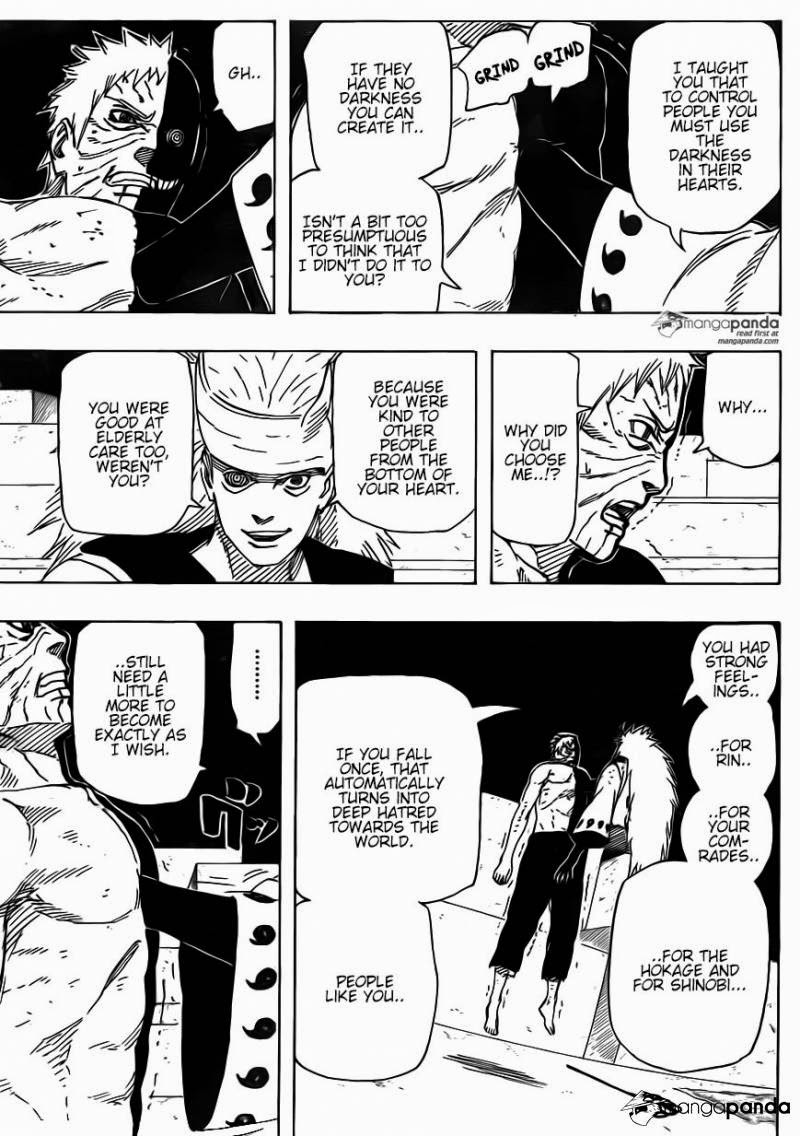 I TAUGHT
YOU THAT
TO CONTROL
PEOPLE YOU
MUST USE
THE
DARKNESS
IN THEIR
HEARTS.
GRIND
GRIND
IF THEY
HAVE NO
DARKNESS
YOU CAN
CREATE IT..
ISN'T A BIT TOO
PRESUMPTUOUS
TO THINK THAT
I DIDN'T DO IT TO
YOU?
GH..
mangapanda
read first at
mangapanda.com
WHY...
WHY DID
YOU
CHOOSE
ME..!?
BECAUSE
YOU WERE
KIND TO
OTHER
PEOPLE
FROM THE
BOTTOM OF
YOUR HEART.
YOU WERE
GOOD AT
ELDERLY
CARE TOO,
WEREN'T
YOU?
YOU HAD
STRONG
FEEL-
INGS..
..FOR
RIN..
..FOR
YOUR
COM-
RADES..
..FOR THE
HOKAGE AND
FOR SHINOBI...
IF YOU FALL
ONCE, THAT
AUTOMATICALLY
TURNS INTO
DEEP HATRED
TOWARDS THE
WORLD.
PEOPLE
LIKE YOU..
.........
..STILL
NEED A
LITTLE
MORE TO
BECOME
EXACTLY AS
I WISH.
mangapanda